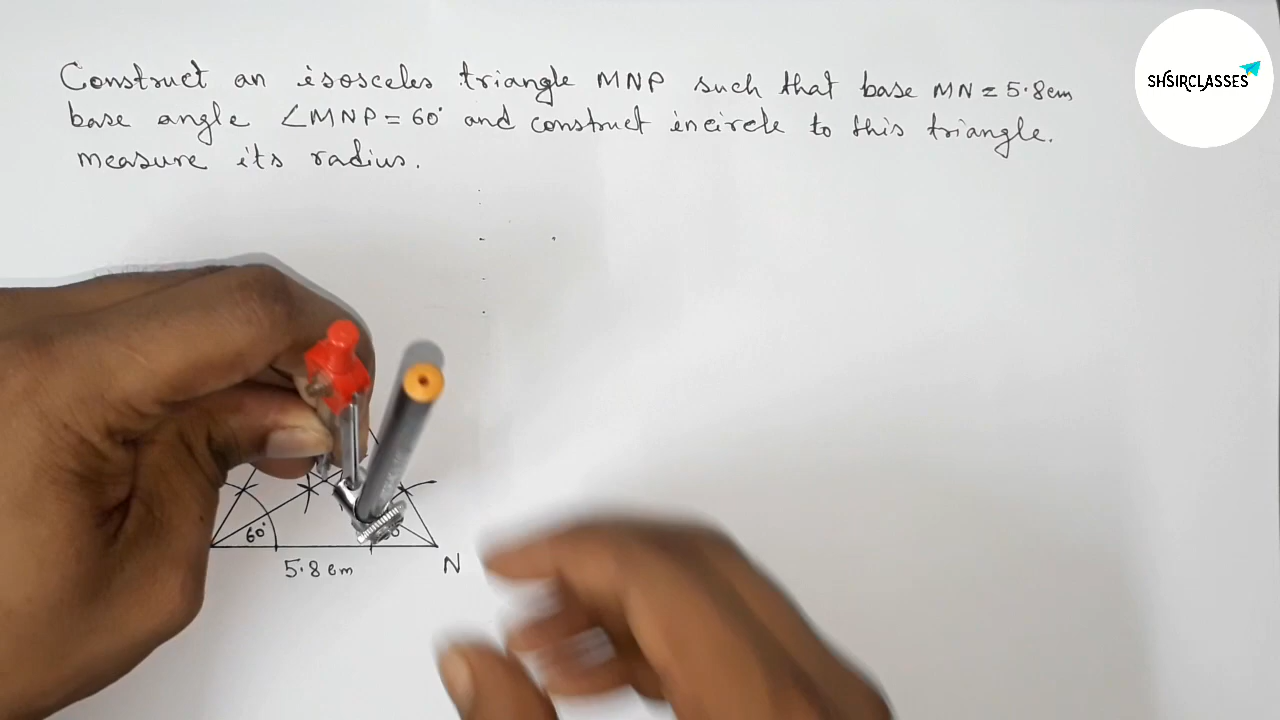 Construct an isosceles triangle MNP such that base MN = 5.8cm
base angle ∠MNP = 60° and construct incircle to this triangle.
measure its radius.
SHSIRCLASSES
60°
5.8 cm
N